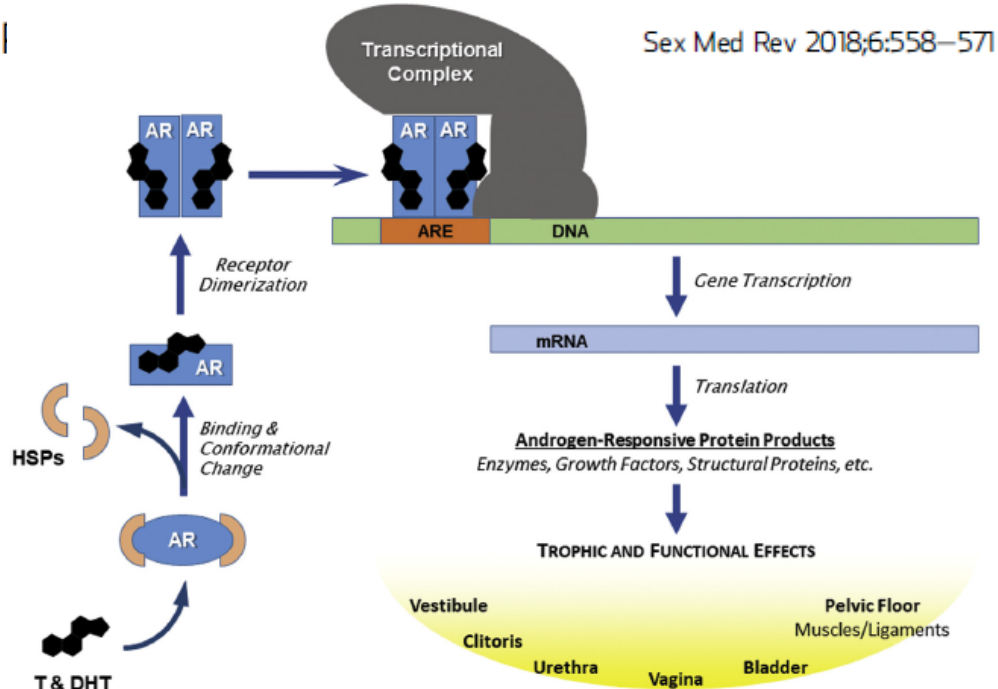 Sex Med Rev 2018;6:558–571
Transcriptional
Complex
AR AR
AR AR
ARE
DNA
Receptor
Dimerization
Gene Transcription
mRNA
AR
Translation
HSPs
Binding &
Conformational
Change
Androgen-Responsive Protein Products
Enzymes, Growth Factors, Structural Proteins, etc.
AR
TROPHIC AND FUNCTIONAL EFFECTS
Vestibule
Clitoris
Urethra
Vagina
Bladder
Pelvic Floor
Muscles/Ligaments
T & DHT